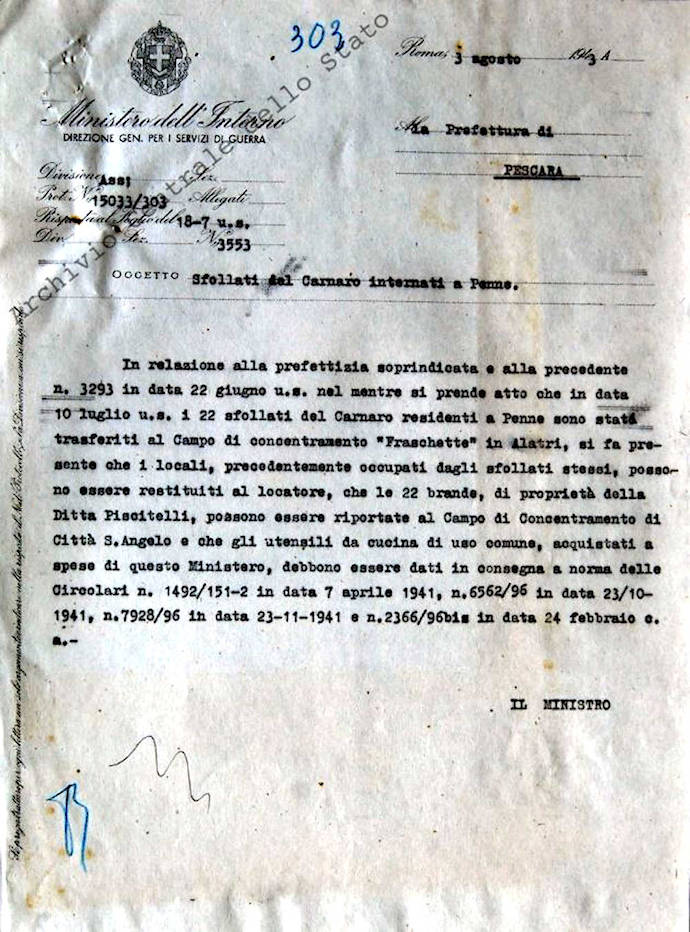 303
Roma, 3 agosto 1943 A
Ministero dell'Interno
DIREZIONE GEN. PER I SERVIZI DI GUERRA
Alla Prefettura di
PESCARA
Divisione Ass; Sez.
Prot. N. 15033/303 Allegati
Risposta al foglio del 18-7 u.s.
Div. Sez. N. 3553
OGGETTO Sfollati del Carnaro internati a Penne.
Archivio Centrale dello Stato
In relazione alla prefettizia soprindicata e alla precedente
n. 3293 in data 22 giugno u.s. nel mentre si prende atto che in data
10 luglio u.s. i 22 sfollati del Carnaro residenti a Penne sono stati
trasferiti al Campo di concentramento "Fraschette" in Alatri, si fa pre-
sente che i locali, precedentemente occupati dagli sfollati stessi, posso-
no essere restituiti al locatore, che le 22 brande, di proprietà della
Ditta Piscitelli, possono essere riportate al Campo di Concentramento di
Città S.Angelo e che gli utensili da cucina di uso comune, acquistati a
spese di questo Ministero, debbono essere dati in consegna a norma delle
Circolari n. 1492/151-2 in data 7 aprile 1941, n.6562/96 in data 23/10-
1941, n.7928/96 in data 23-11-1941 e n.2366/96bis in data 24 febbraio c.
a.-
IL MINISTRO